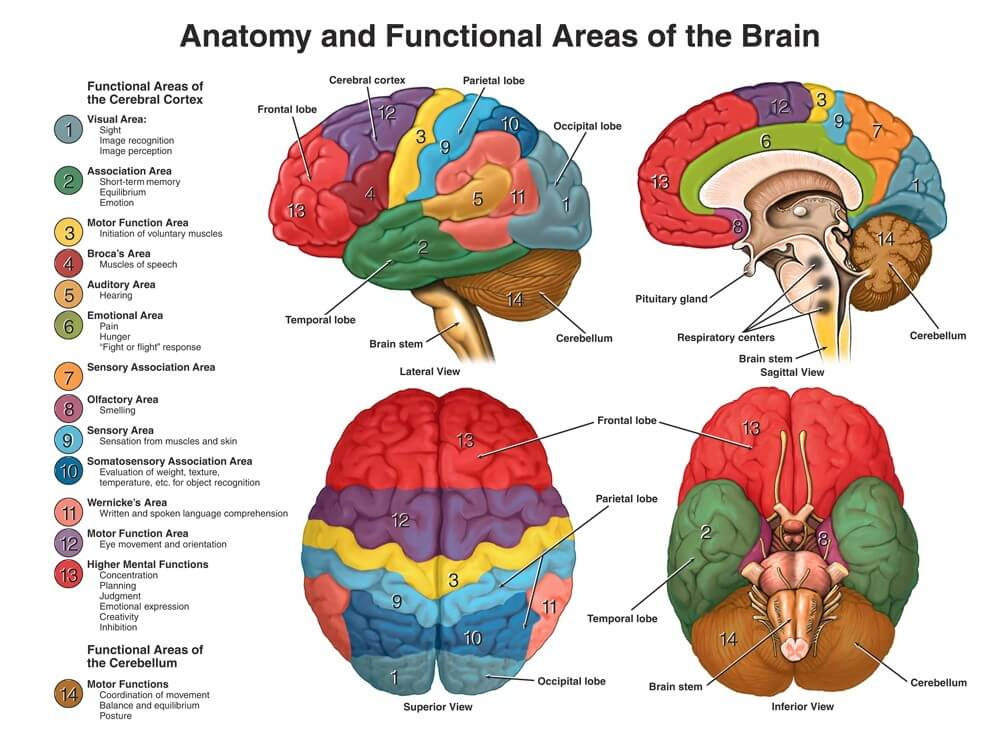 Anatomy and Functional Areas of the Brain
Functional Areas of
the Cerebral Cortex
1
Visual Area:
Sight
Image recognition
Image perception
2
Association Area
Short-term memory
Equilibrium
Emotion
3
Motor Function Area
Initiation of voluntary muscles
4
Broca's Area
Muscles of speech
5
Auditory Area
Hearing
6
Emotional Area
Pain
Hunger
"Fight or flight" response
7
Sensory Association Area
8
Olfactory Area
Smelling
9
Sensory Area
Sensation from muscles and skin
10
Somatosensory Association Area
Evaluation of weight, texture,
temperature, etc. for object recognition
11
Wernicke's Area
Written and spoken language comprehension
12
Motor Function Area
Eye movement and orientation
13
Higher Mental Functions
Concentration
Planning
Judgment
Emotional expression
Creativity
Inhibition
Functional Areas of
the Cerebellum
14
Motor Functions
Coordination of movement
Balance and equilibrium
Posture
Cerebral cortex
Parietal lobe
Frontal lobe
Occipital lobe
12
3
10
9
4
5
11
1
13
2
14
Temporal lobe
Brain stem
Cerebellum
Lateral View
12
3
9
7
6
13
1
8
14
Pituitary gland
Respiratory centers
Cerebellum
Brain stem
Sagittal View
13
12
3
9
11
10
1
Frontal lobe
Parietal lobe
Temporal lobe
Occipital lobe
Superior View
13
2
8
14
Brain stem
Cerebellum
Inferior View